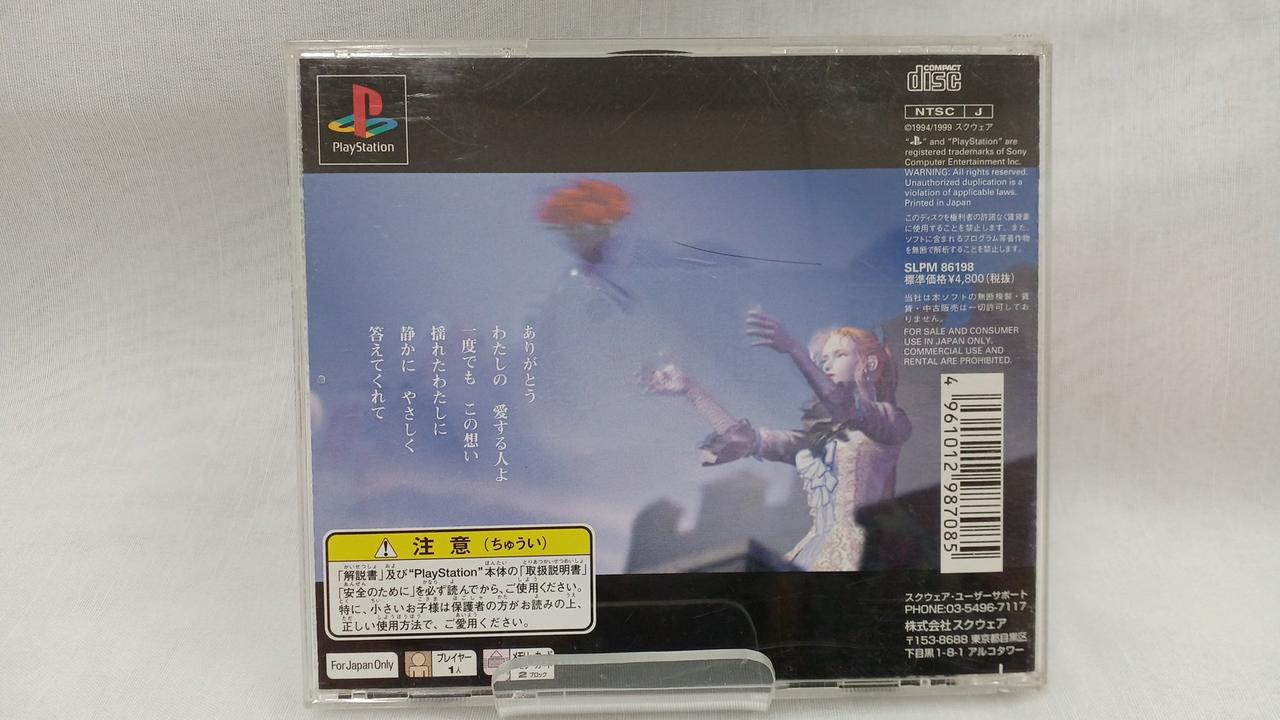 PlayStation
COMPACT
disc
NTSC J
©1994/1999 スクウェア
"PS" and "PlayStation" are
registered trademarks of Sony
Computer Entertainment Inc.
WARNING: All rights reserved.
Unauthorized duplication is a
violation of applicable laws.
Printed in Japan
このディスクを権利者の許諾なく賃貸業
に使用することを禁止します。また、
ソフトに含まれるプログラム等著作物
を無断で解析することを禁止します。
SLPM 86198
標準価格¥4,800(税抜)
当社は本ソフトの無断複製・賃
貸・中古販売は一切許可してお
りません。
FOR SALE AND CONSUMER
USE IN JAPAN ONLY.
COMMERCIAL USE AND
RENTAL ARE PROHIBITED.
4 961012 987085
ありがとう
わたしの 愛する人よ
一度でも この想い
揺れたわたしに
静かに やさしく
答えてくれて
注意(ちゅうい)
「解説書」及び"PlayStation"本体の「取扱説明書」
「安全のために」を必ず読んでから、ご使用ください。
特に、小さいお子様は保護者の方がお読みの上、
正しい使用方法で、ご愛用ください。
For Japan Only
プレイヤー
1人
メモリーカード
2ブロック
スクウェア・ユーザーサポート
PHONE:03-5496-7117
株式会社スクウェア
〒153-8688 東京都目黒区
下目黒1-8-1 アルコタワー